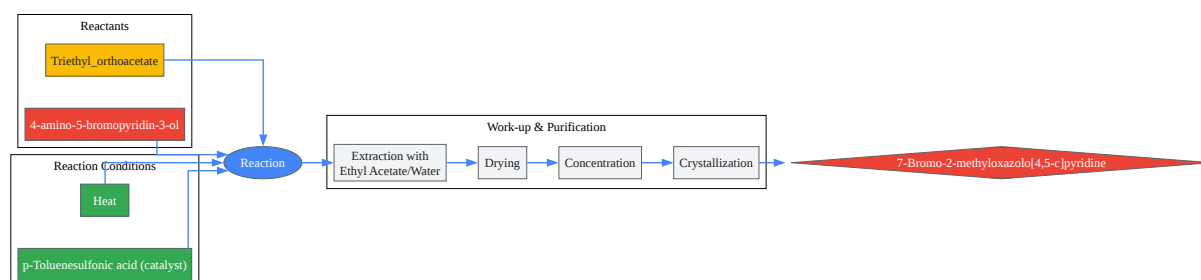 Reactants
Triethyl_orthoacetate
4-amino-5-bromopyridin-3-ol
Reaction Conditions
Heat
p-Toluenesulfonic acid (catalyst)
Reaction
Work-up & Purification
Extraction with
Ethyl Acetate/Water
Drying
Concentration
Crystallization
7-Bromo-2-methyloxazolo[4,5-c]pyridine